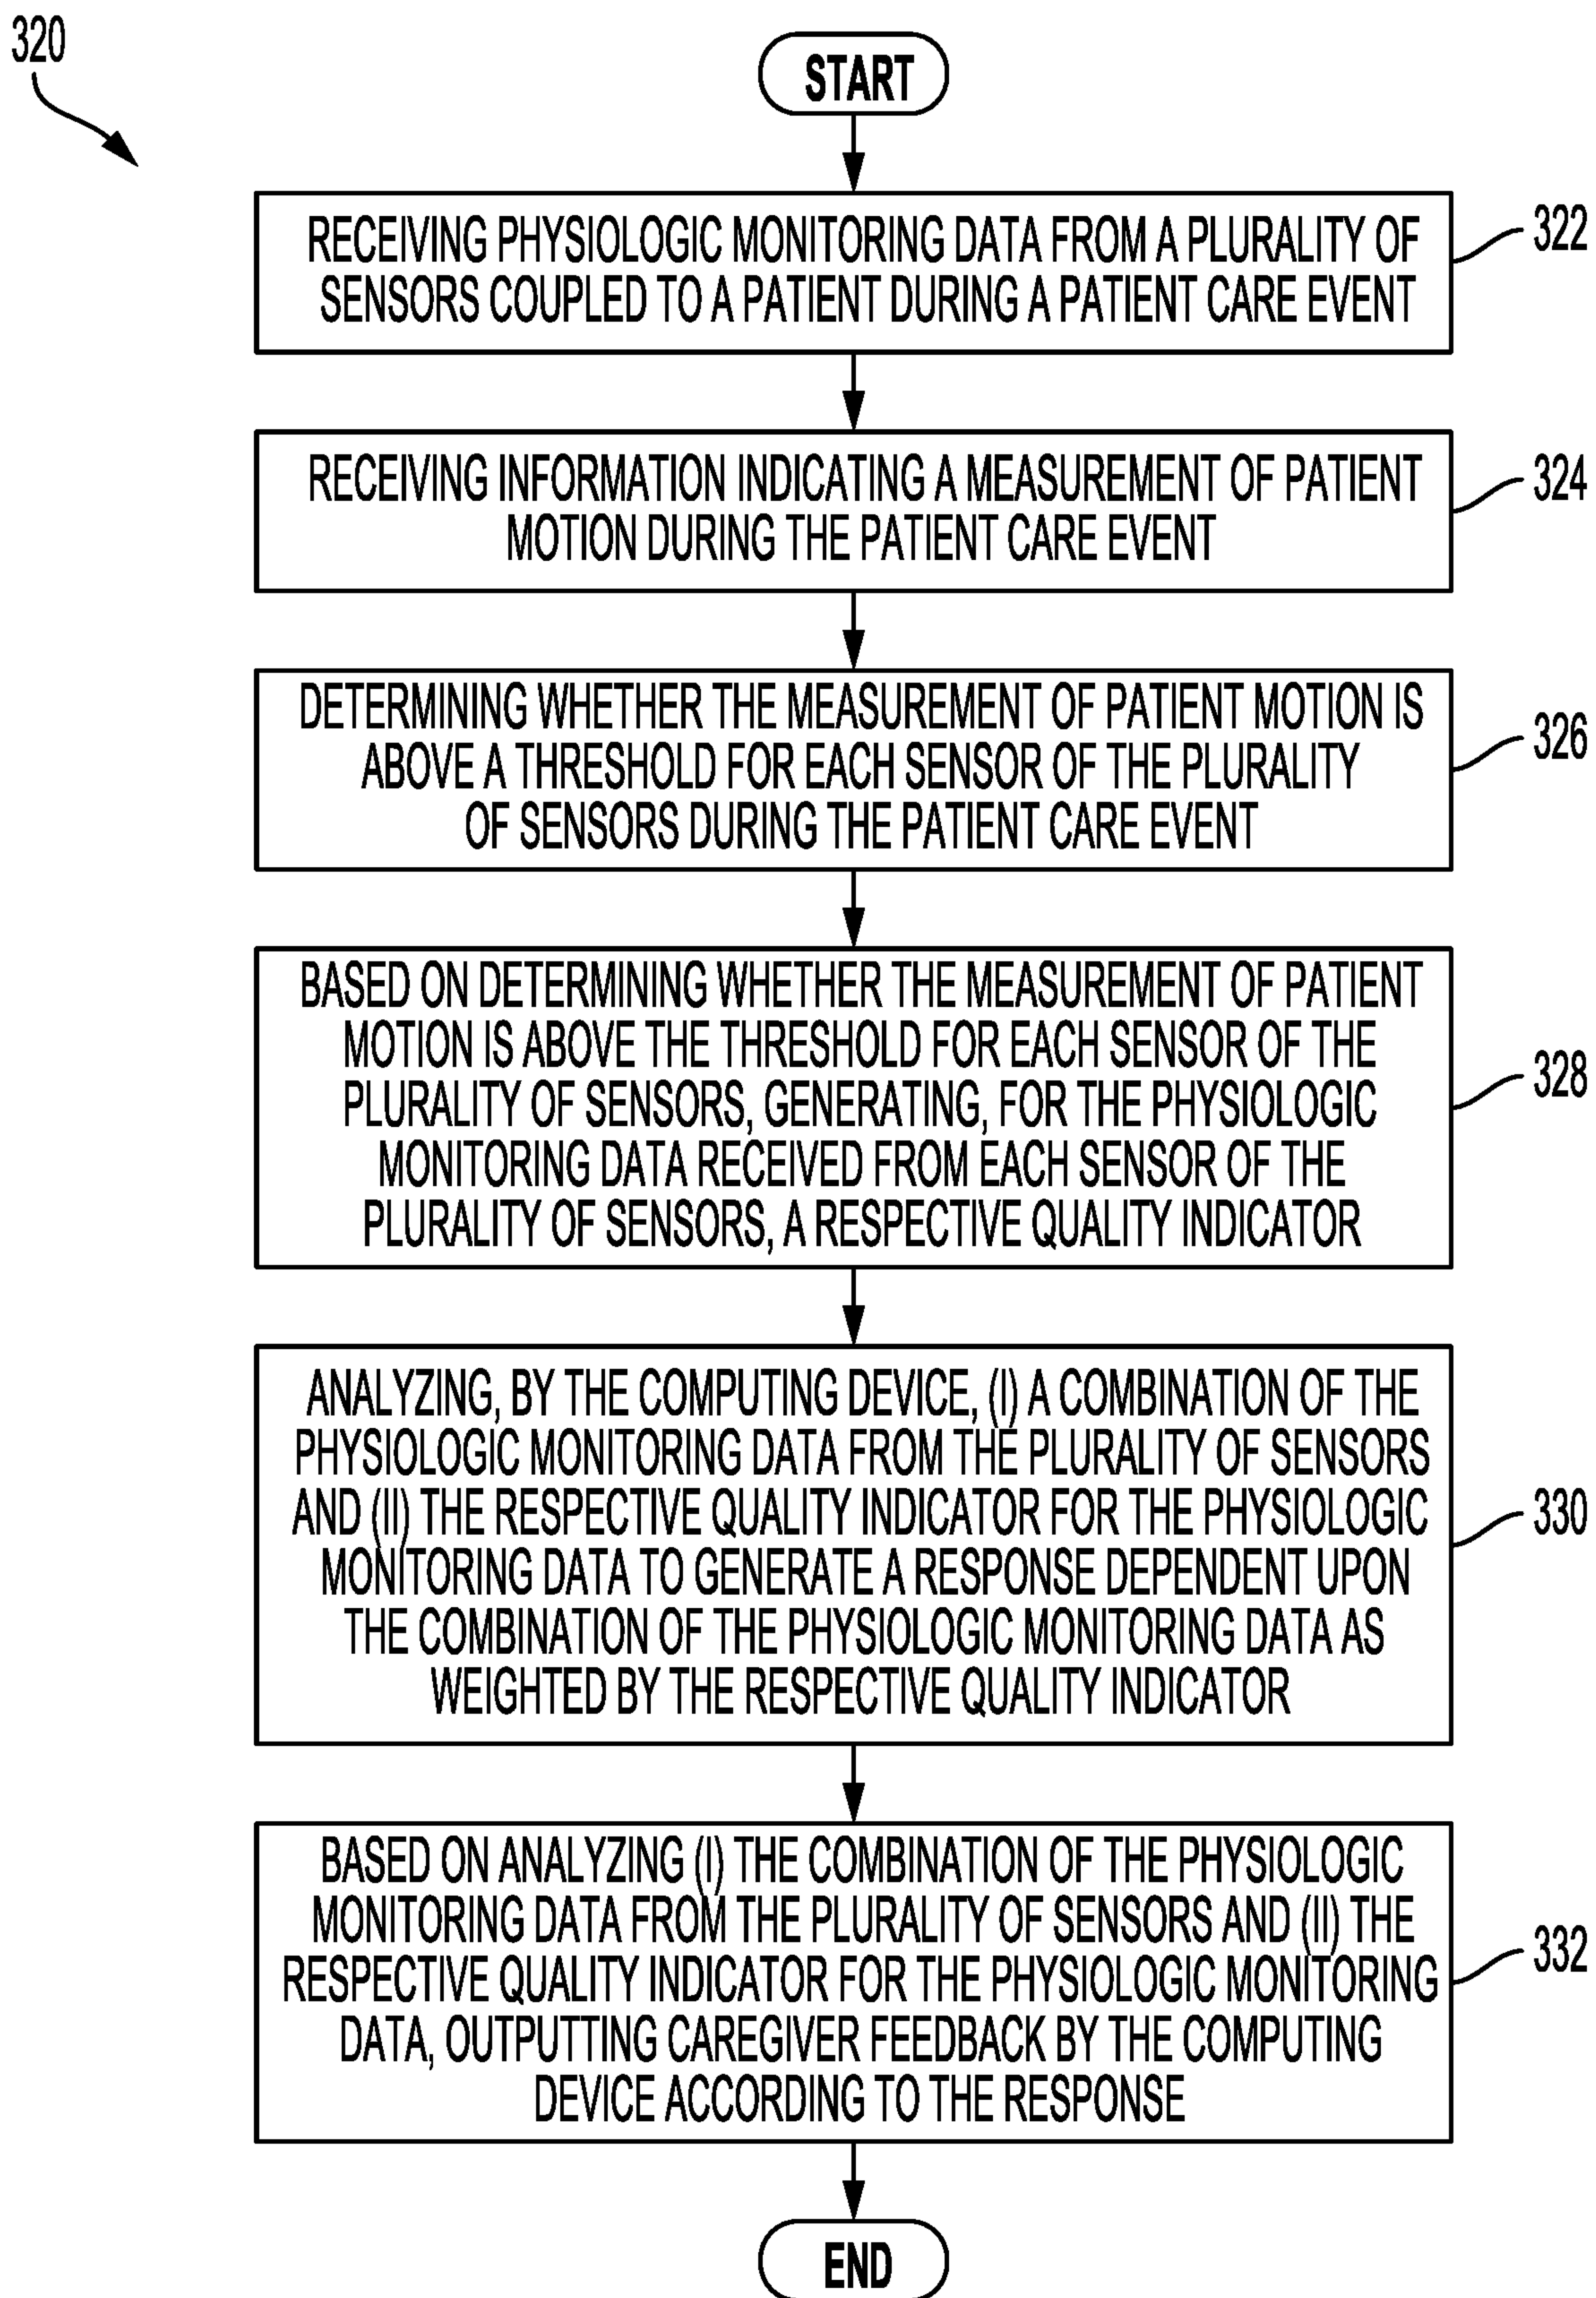 320
START
RECEIVING PHYSIOLOGIC MONITORING DATA FROM A PLURALITY OF
SENSORS COUPLED TO A PATIENT DURING A PATIENT CARE EVENT
322
RECEIVING INFORMATION INDICATING A MEASUREMENT OF PATIENT
MOTION DURING THE PATIENT CARE EVENT
324
DETERMINING WHETHER THE MEASUREMENT OF PATIENT MOTION IS
ABOVE A THRESHOLD FOR EACH SENSOR OF THE PLURALITY
OF SENSORS DURING THE PATIENT CARE EVENT
326
BASED ON DETERMINING WHETHER THE MEASUREMENT OF PATIENT
MOTION IS ABOVE THE THRESHOLD FOR EACH SENSOR OF THE
PLURALITY OF SENSORS, GENERATING, FOR THE PHYSIOLOGIC
MONITORING DATA RECEIVED FROM EACH SENSOR OF THE
PLURALITY OF SENSORS, A RESPECTIVE QUALITY INDICATOR
328
ANALYZING, BY THE COMPUTING DEVICE, (I) A COMBINATION OF THE
PHYSIOLOGIC MONITORING DATA FROM THE PLURALITY OF SENSORS
AND (II) THE RESPECTIVE QUALITY INDICATOR FOR THE PHYSIOLOGIC
MONITORING DATA TO GENERATE A RESPONSE DEPENDENT UPON
THE COMBINATION OF THE PHYSIOLOGIC MONITORING DATA AS
WEIGHTED BY THE RESPECTIVE QUALITY INDICATOR
330
BASED ON ANALYZING (I) THE COMBINATION OF THE PHYSIOLOGIC
MONITORING DATA FROM THE PLURALITY OF SENSORS AND (II) THE
RESPECTIVE QUALITY INDICATOR FOR THE PHYSIOLOGIC MONITORING
DATA, OUTPUTTING CAREGIVER FEEDBACK BY THE COMPUTING
DEVICE ACCORDING TO THE RESPONSE
332
END